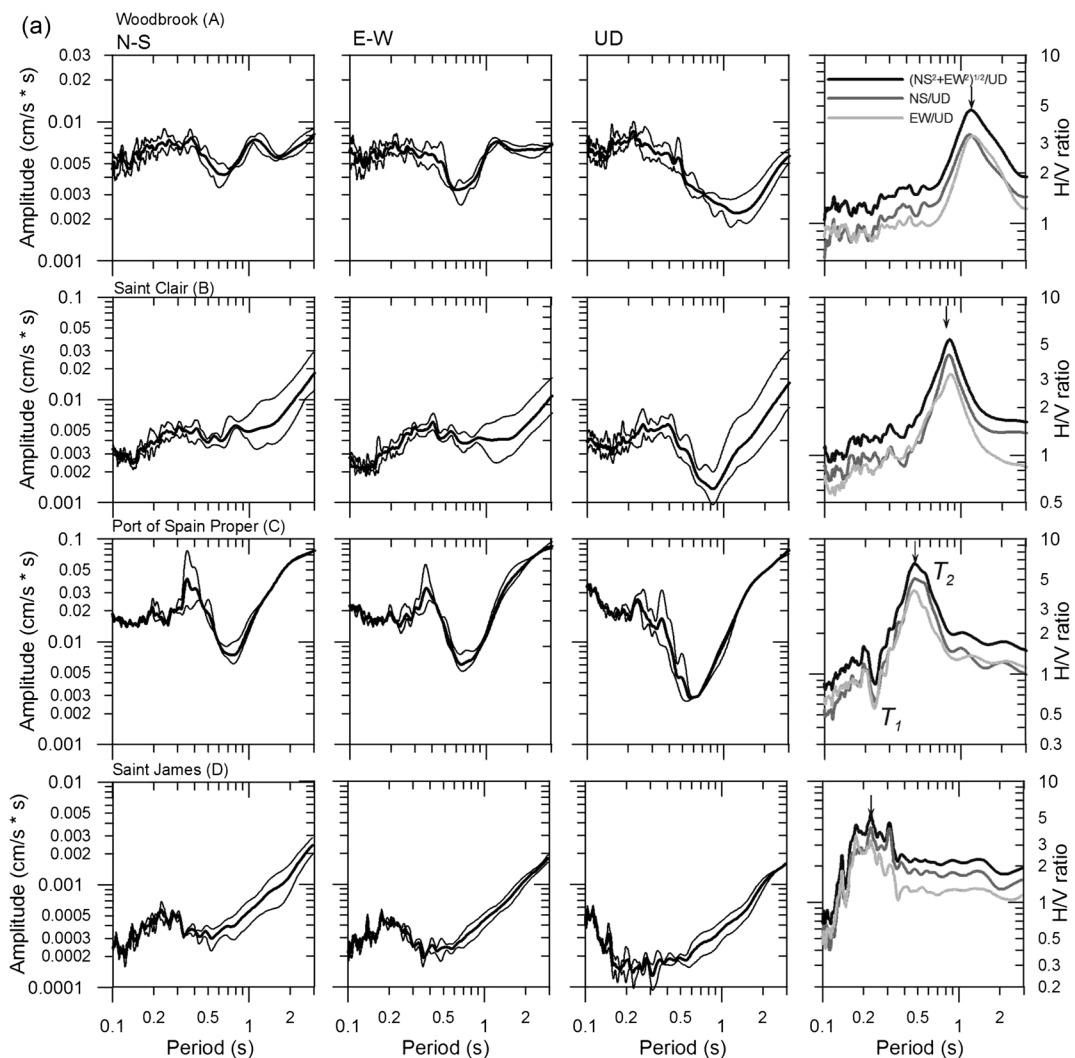 (a) Woodbrook (A)
N-S E-W UD
0.03 10
0.02
0.01 5
0.005 3
0.003 2
0.002 1
0.001
Amplitude (cm/s * s)
(NS²+EW²)¹/²/UD
NS/UD
EW/UD
H/V ratio
Saint Clair (B)
0.1 10
0.05 5
0.03 3
0.01 2
0.005 1
0.003
0.001 0.5
Amplitude (cm/s * s)
H/V ratio
Port of Spain Proper (C)
0.1 10
0.05 5
0.03 3
0.02 2
0.01 1
0.005 0.5
0.003
0.002
0.001 0.3
Amplitude (cm/s * s)
T₂
T₁
H/V ratio
Saint James (D)
0.01 10
0.005 5
0.003 3
0.002 2
0.001 1
0.0005 0.5
0.0003 0.3
0.0002
0.0001 0.2
Amplitude (cm/s * s)
H/V ratio
0.1 0.2 0.5 1 2 0.1 0.2 0.5 1 2 0.1 0.2 0.5 1 2 0.1 0.2 0.5 1 2
Period (s) Period (s) Period (s) Period (s)